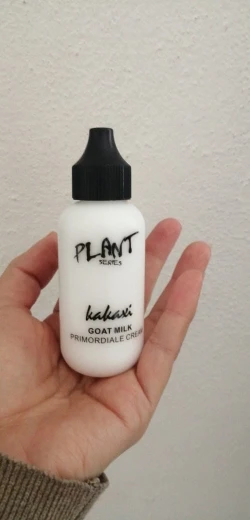 PLANT
SERIES
kakaxi
GOAT MILK
PRIMORDIALE CREAM